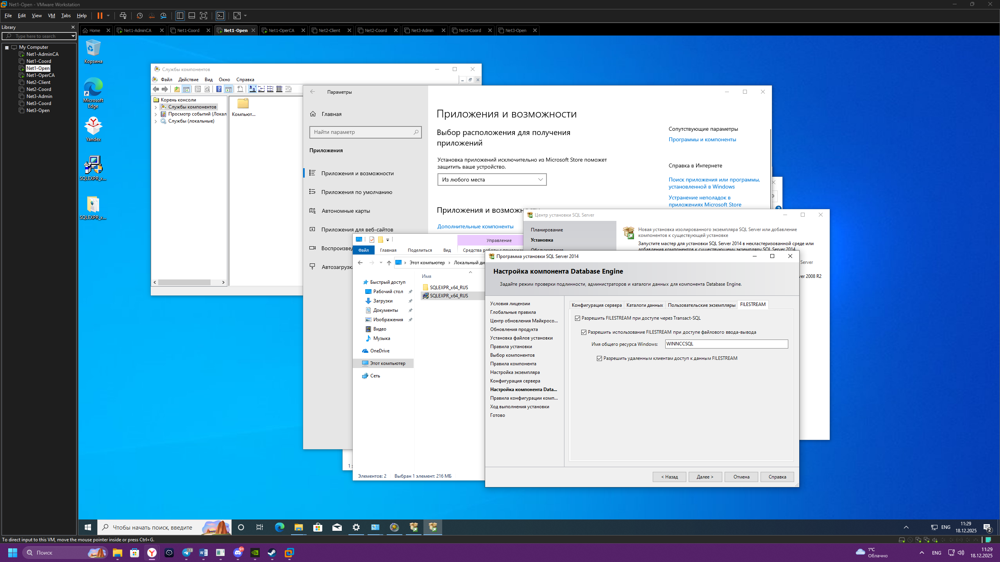 Net1-Open - VMware Workstation
File Edit View VM Tabs Help
Library
Type here to search
My Computer
Net1-AdminCA
Net1-Coord
Net1-Open
Net1-OperCA
Net2-Client
Net2-Coord
Net3-Admin
Net3-Coord
Net3-Open
Home Net1-AdminCA Net1-Coord Net1-Open Net1-OperCA Net2-Client Net2-Coord Net3-Admin Net3-Coord Net3-Open
Корзина
Microsoft
Edge
Yandex
SQLEXPR_x...
SQLEXPR_x...
Службы компонентов
Файл Действие Вид Окно Справка
Корень консоли
Службы компонентов
Просмотр событий (Локал
Службы (локальные)
Компьют...
Параметры
Главная
Найти параметр
Приложения
Приложения и возможности
Приложения по умолчанию
Автономные карты
Приложения для веб-сайтов
Воспроизвед
Автозагрузка
Приложения и возможности
Выбор расположения для получения
приложений
Установка приложений исключительно из Microsoft Store поможет
защитить ваше устройство.
Из любого места
Приложения и возможности
Дополнительные компоненты
Сопутствующие параметры
Программы и компоненты
Справка в Интернете
Поиск приложения или программы,
установленной в Windows
Устранение неполадок в
приложениях Microsoft Store
Центр установки SQL Server
Планирование
Установка
Обслуживание
Новая установка изолированного экземпляра SQL Server или добавление
компонентов к существующей установке
Запустите мастер для установки SQL Server 2014 в некластеризованной среде или
добавления компонентов к существующему экземпляру SQL Server 2014.
Server
ver 2008 R2
Управление
Файл Главная Поделиться Вид Средства работы с приложе
Этот компьютер Локальный ди
Имя
SQLEXPR_x64_RUS
SQLEXPR_x64_RUS
Быстрый доступ
Рабочий стол
Загрузки
Документы
Изображения
Видео
Музыка
OneDrive
Этот компьютер
Сеть
Элементов: 2 Выбран 1 элемент: 216 МБ
Программа установки SQL Server 2014
Настройка компонента Database Engine
Задайте режим проверки подлинности, администраторов и каталоги данных для компонента Database Engine.
Условия лицензии
Глобальные правила
Центр обновления Майкросо...
Обновления продукта
Установка файлов установки
Правила установки
Выбор компонентов
Правила компонента
Настройка экземпляра
Конфигурация сервера
Настройка компонента Data...
Правила конфигурации комп...
Ход выполнения установки
Готово
Конфигурация сервера Каталоги данных Пользовательские экземпляры FILESTREAM
Разрешить FILESTREAM при доступе через Transact-SQL
Разрешить использование FILESTREAM при доступе файлового ввода-вывода
Имя общего ресурса Windows: WINNCCSQL
Разрешить удаленным клиентам доступ к данным FILESTREAM
< Назад Далее > Отмена Справка
Чтобы начать поиск, введите
ENG
11:29
18.12.2025
2
To direct input to this VM, move the mouse pointer inside or press Ctrl+G.
Поиск
13
9+
1°C
Облачно
ENG
11:29
18.12.2025